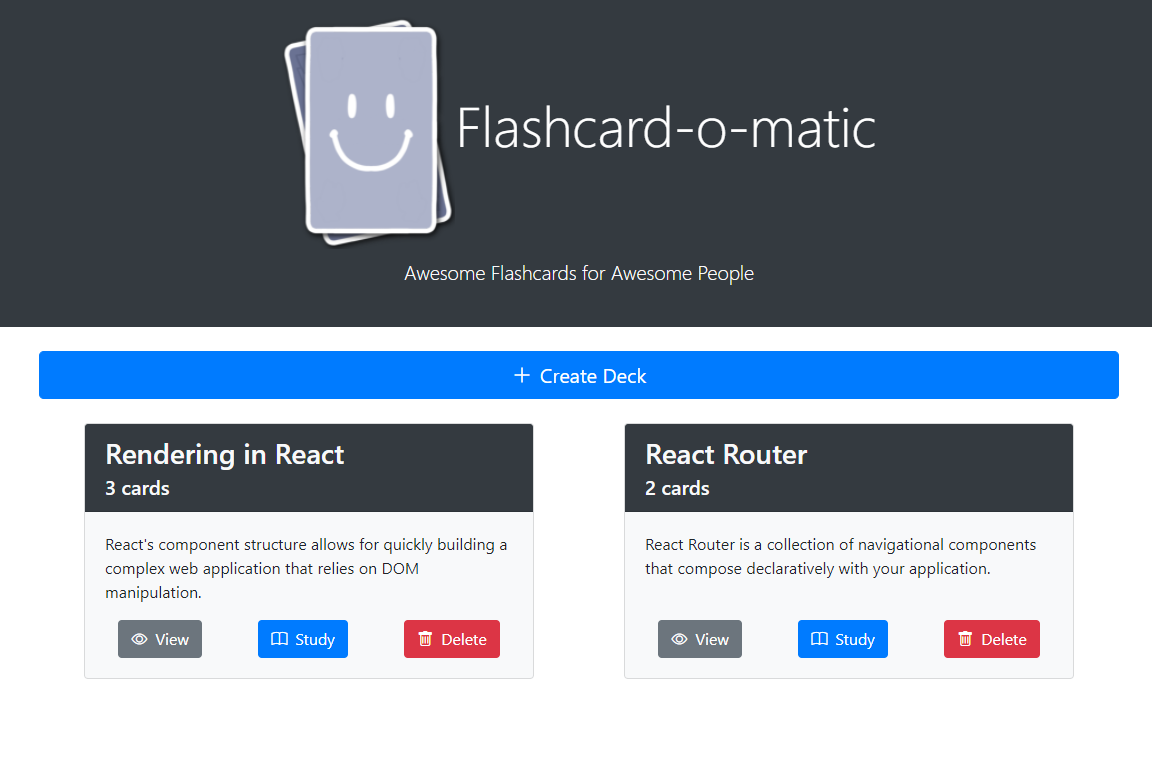 Flashcard-o-matic
Awesome Flashcards for Awesome People
Create Deck
Rendering in React
3 cards
React's component structure allows for quickly building a
complex web application that relies on DOM
manipulation.
View Study Delete
React Router
2 cards
React Router is a collection of navigational components
that compose declaratively with your application.
View Study Delete